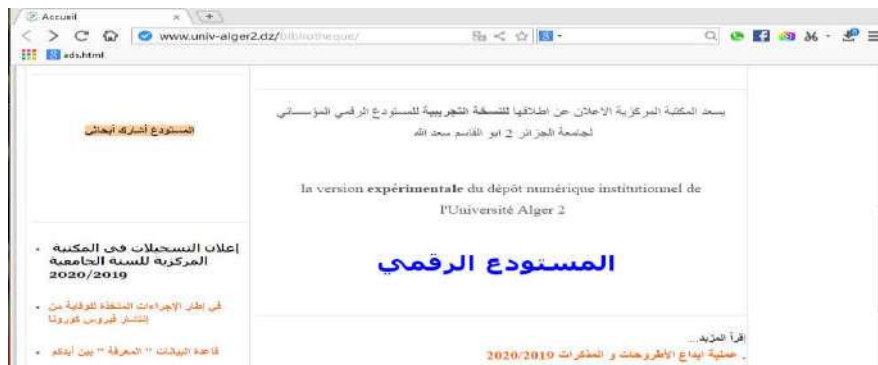 Accueil
www.univ-alger2.dz/bibliotheque/
ads.html
يسعد المكتبة المركزية الاعلان عن اطلاقها للنسخة التجريبية للمستودع الرقمي المؤسساتي
لجامعة الجزائر 2 ابو القاسم سعد الله
la version expérimentale du dépôt numérique institutionnel de
l'Université Alger 2
المستودع الرقمي
إقرأ المزيد...
عملية ايداع الأطروحات و المذكرات 2020/2019
المستودع أشارك أبحاثي
إعلان التسجيلات في المكتبة
المركزية للسنة الجامعية
2020/2019
في إطار الإجراءات المتخذة للوقاية من
إنتشار فيروس كورونا
قاعدة البيانات " المعرفة " بين أيدكم